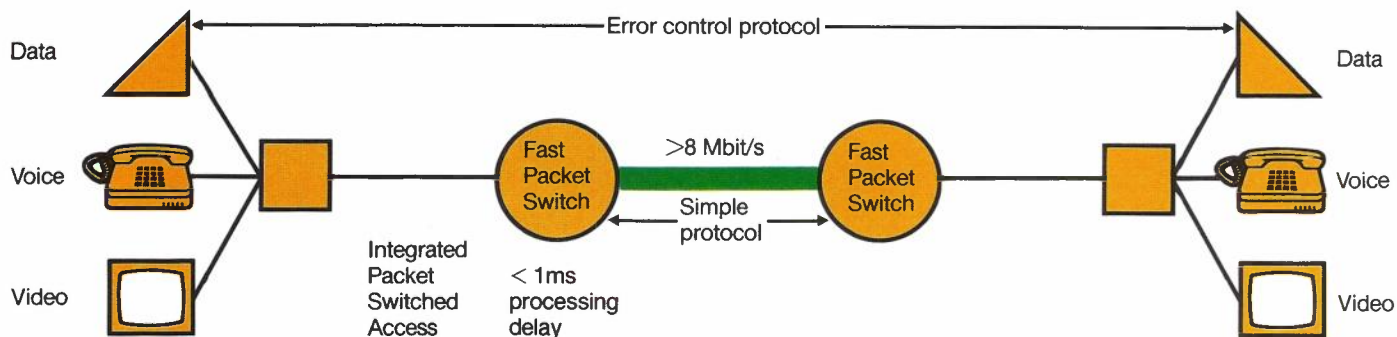 Error control protocol
Data
Data
Voice
Fast
Packet
Switch
>8 Mbit/s
Simple
protocol
Fast
Packet
Switch
Voice
Integrated
Packet
Switched
Access
< 1ms
processing
delay
Video
Video